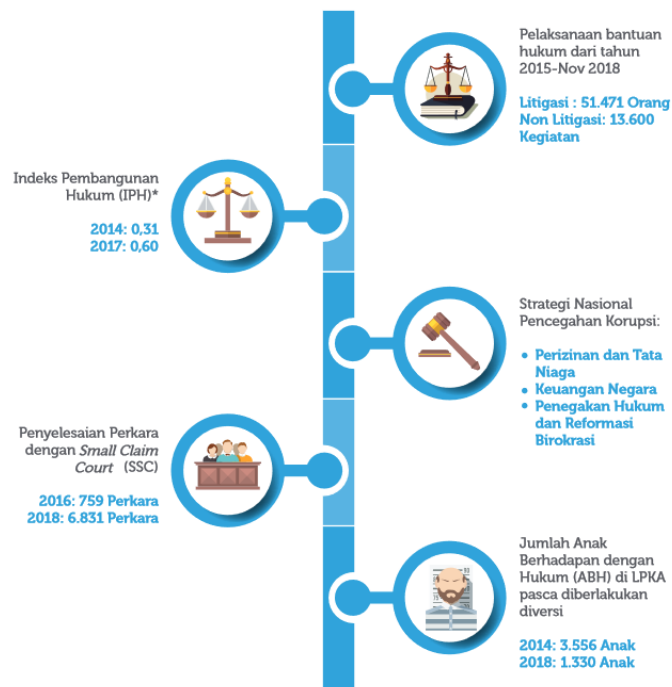 Pelaksanaan bantuan
hukum dari tahun
2015-Nov 2018
Litigasi : 51.471 Orang
Non Litigasi: 13.600
Kegiatan
Indeks Pembangunan
Hukum (IPH)*
2014: 0,31
2017: 0,60
Strategi Nasional
Pencegahan Korupsi:
• Perizinan dan Tata
Niaga
• Keuangan Negara
• Penegakan Hukum
dan Reformasi
Birokrasi
Penyelesaian Perkara
dengan Small Claim
Court (SSC)
2016: 759 Perkara
2018: 6.831 Perkara
Jumlah Anak
Berhadapan dengan
Hukum (ABH) di LPKA
pasca diberlakukan
diversi
2014: 3.556 Anak
2018: 1.330 Anak